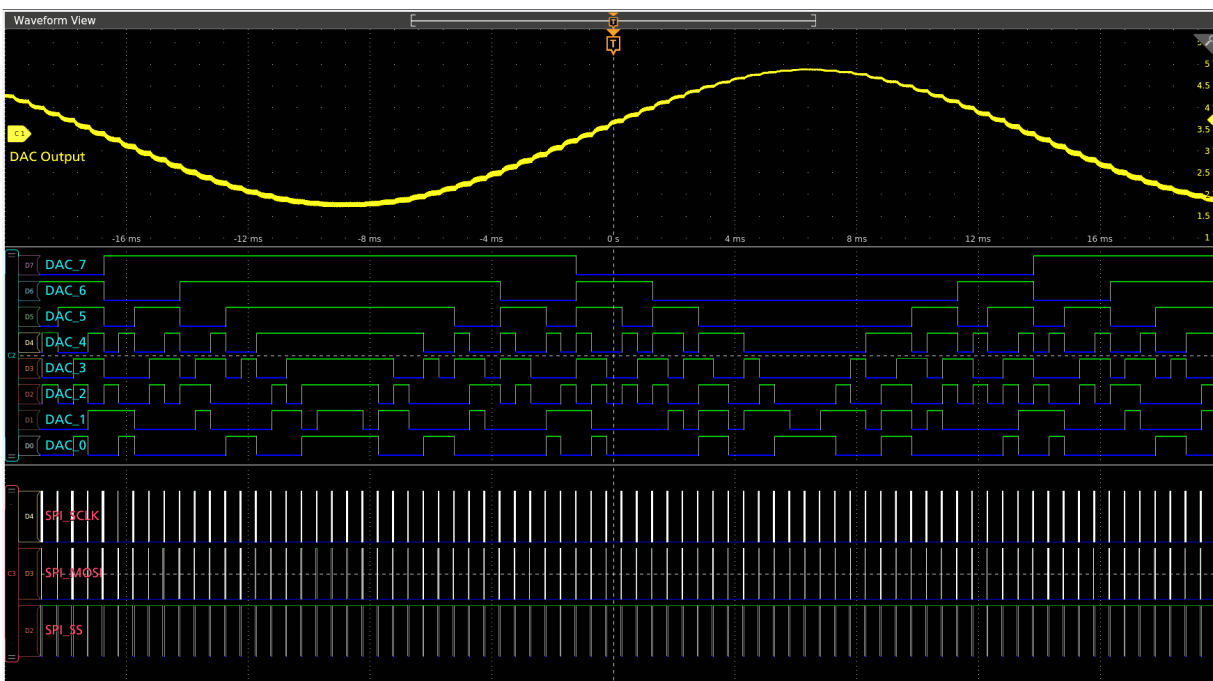 Waveform View
T
T
5
4.5
4
C 1
3.5
DAC Output
3
2.5
2
1.5
-16 ms -12 ms -8 ms -4 ms 0 s 4 ms 8 ms 12 ms 16 ms 1
D7 DAC_7
D6 DAC_6
D5 DAC_5
D4 DAC_4
C2
D3 DAC_3
D2 DAC_2
D1 DAC_1
D0 DAC_0
D4 SPI_SCLK
C3 D3 SPI_MOSI
D2 SPI_SS